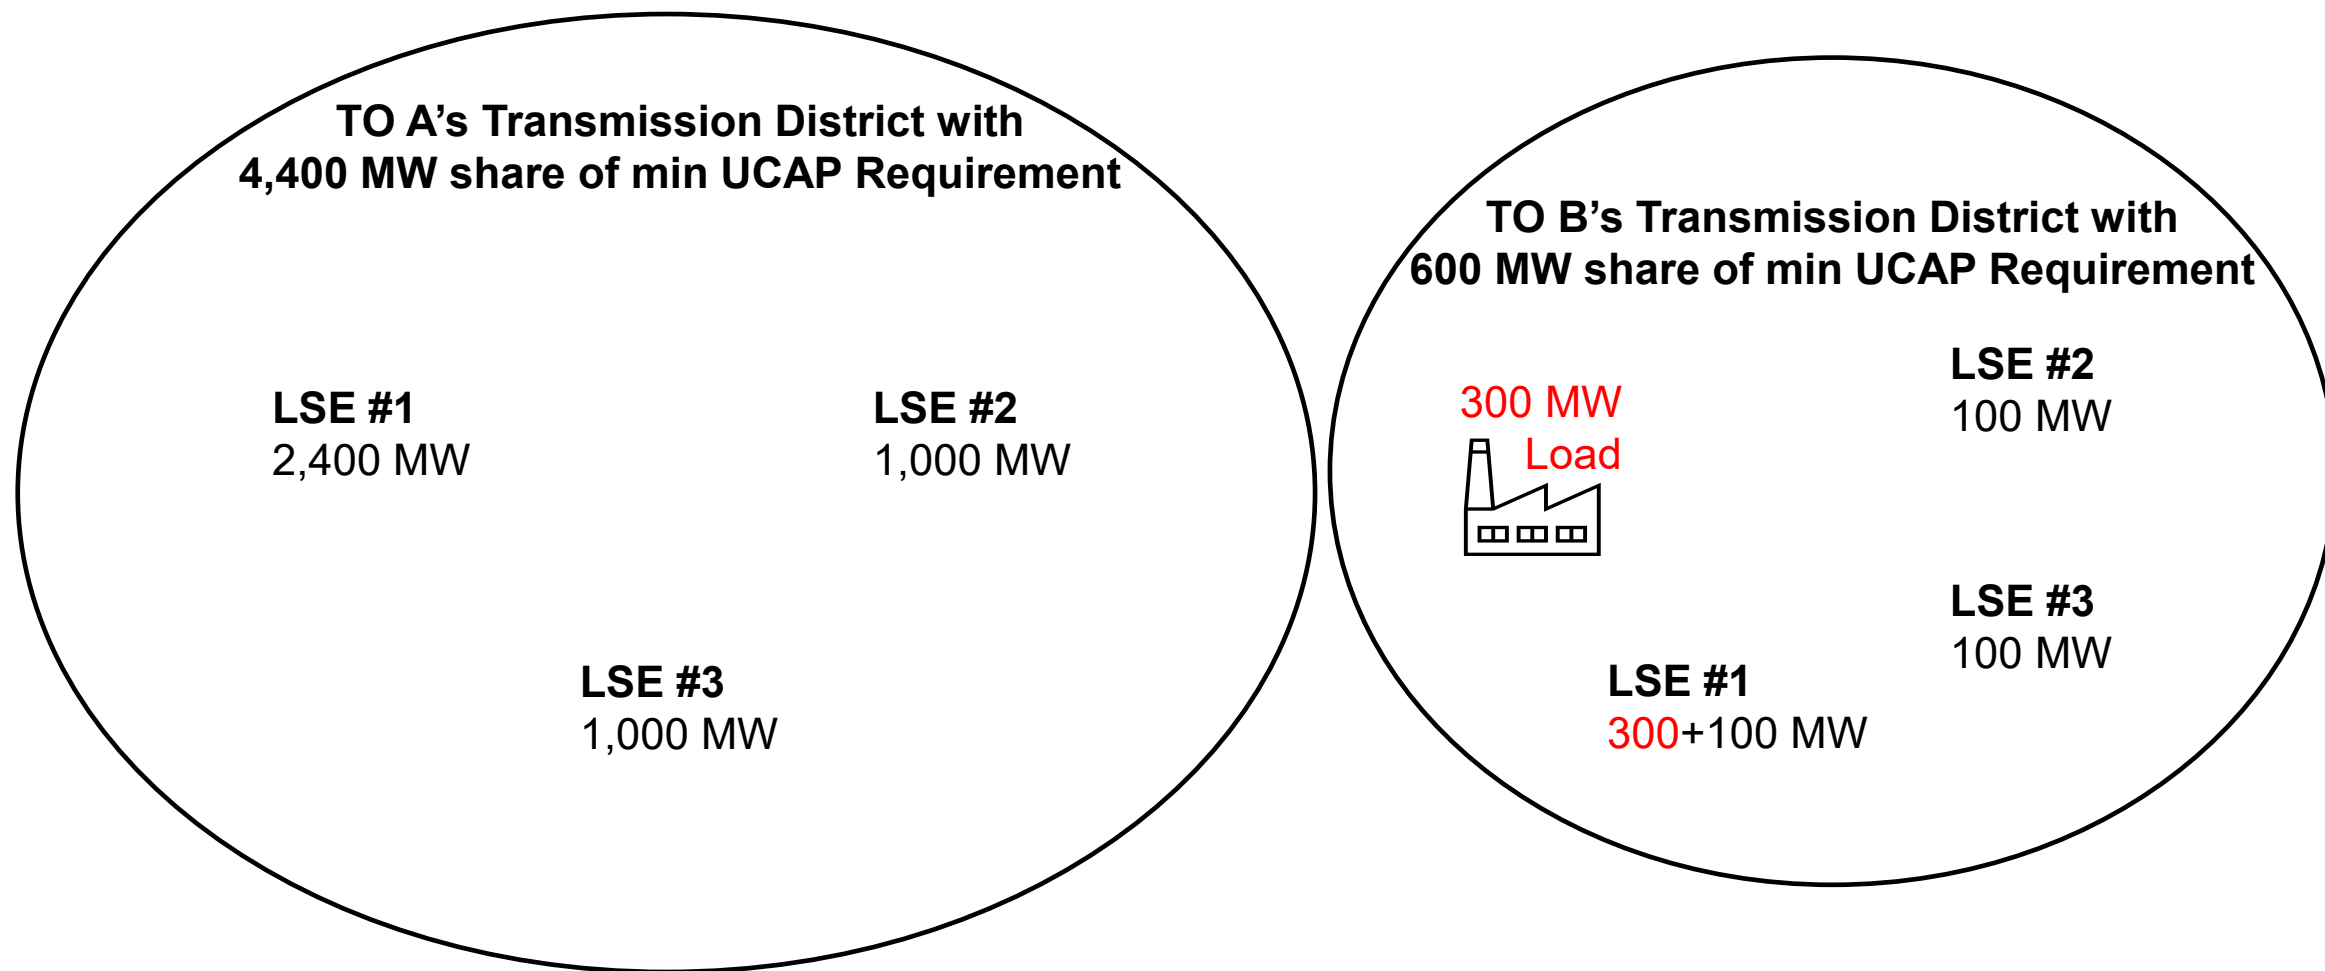 TO A’s Transmission District with
4,400 MW share of min UCAP Requirement
LSE #1
2,400 MW
LSE #2
1,000 MW
LSE #3
1,000 MW
TO B’s Transmission District with
600 MW share of min UCAP Requirement
300 MW
Load
LSE #2
100 MW
LSE #3
100 MW
LSE #1
300+100 MW